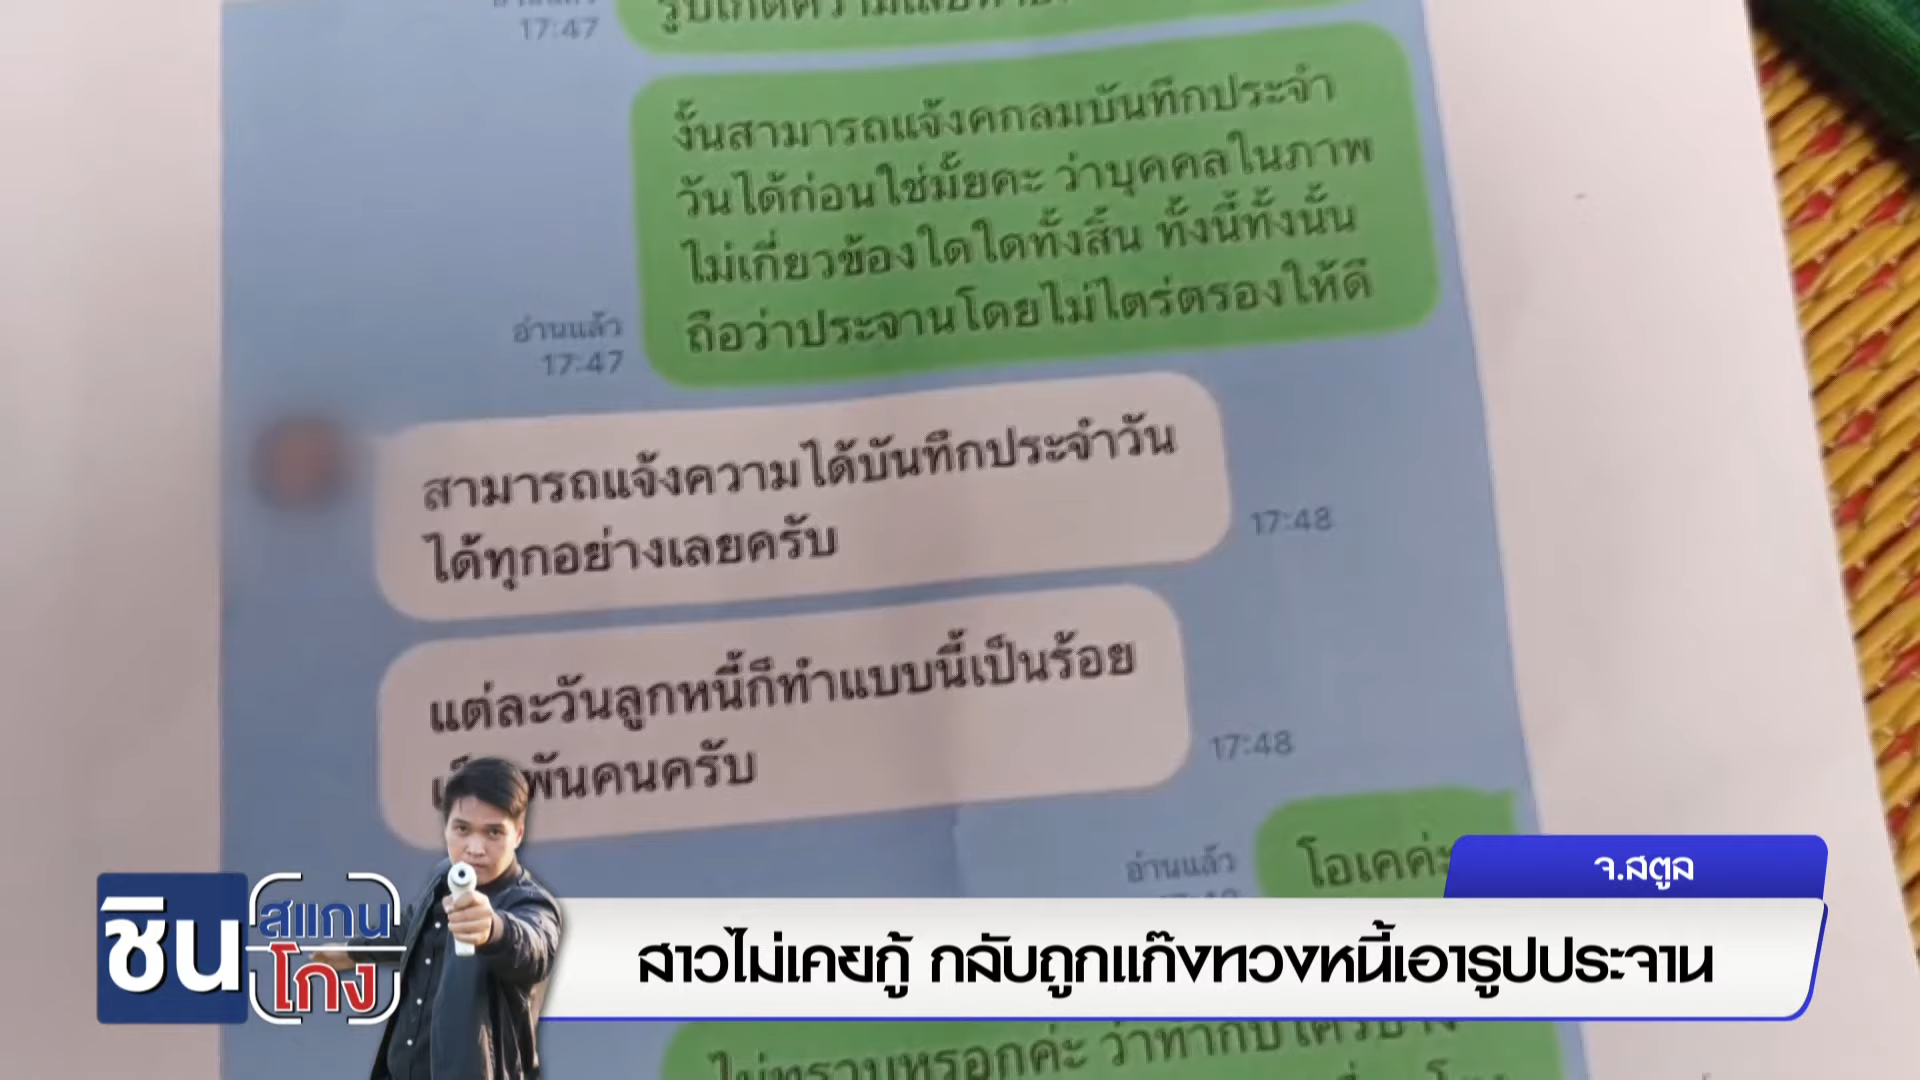 17:47
งั้นสามารถแจ้งคกลมบันทึกประจำ
วันได้ก่อนใช่มั้ยคะ ว่าบุคคลในภาพ
ไม่เกี่ยวข้องใดใดทั้งสิ้น ทั้งนี้ทั้งนั้น
ถือว่าประจานโดยไม่ไตร่ตรองให้ดี
อ่านแล้ว
17:47
สามารถแจ้งความได้บันทึกประจำวัน
ได้ทุกอย่างเลยครับ
17:48
แต่ละวันลูกหนี้ก็ทำแบบนี้เป็นร้อย
พันคนครับ
17:48
อ่านแล้ว
โอเคค่ะ
จ.สตูล
ชิน
สแกน
โกง
สาวไม่เคยกู้ กลับถูกแก๊งทวงหนี้เอารูปประจาน
ไม่ทราบหรอกค่ะ